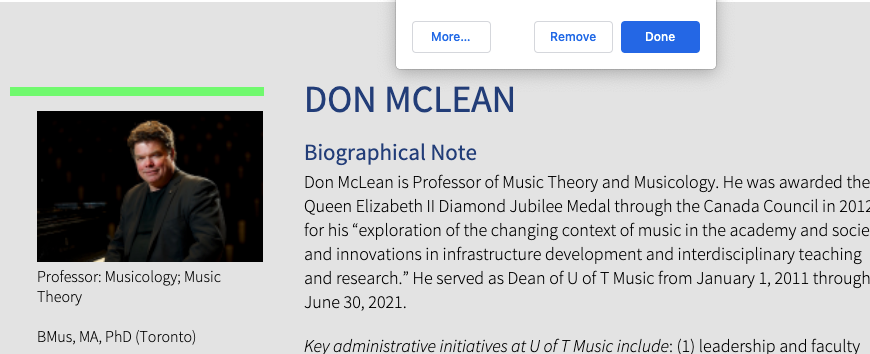 More...
Remove
Done
DON MCLEAN
Biographical Note
Don McLean is Professor of Music Theory and Musicology. He was awarded the
Queen Elizabeth II Diamond Jubilee Medal through the Canada Council in 2012
for his “exploration of the changing context of music in the academy and socie
and innovations in infrastructure development and interdisciplinary teaching
and research.” He served as Dean of U of T Music from January 1, 2011 through
June 30, 2021.
Key administrative initiatives at U of T Music include: (1) leadership and faculty
Professor: Musicology; Music
Theory
BMus, MA, PhD (Toronto)